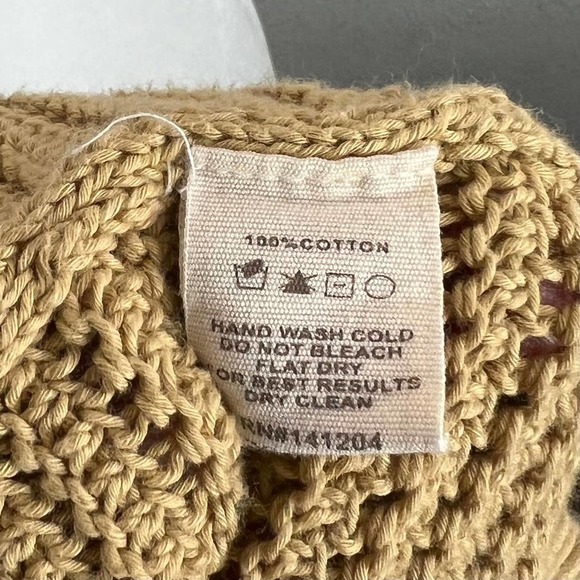 100%COTTON
HAND WASH COLD
DO NOT BLEACH
FLAT DRY
FOR BEST RESULTS
DRY CLEAN
RN#141204